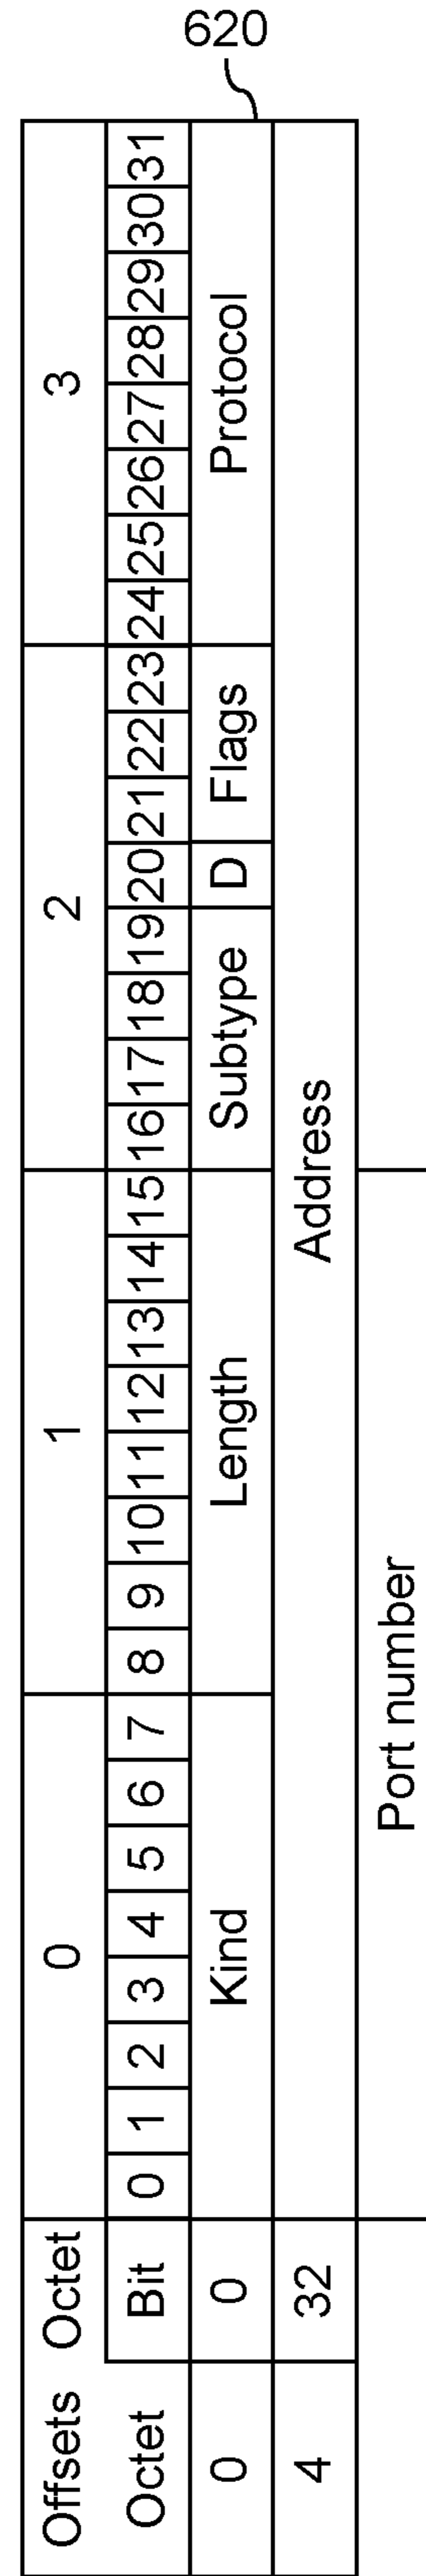 620
Offsets Octet 0 1 2 3
Octet Bit 0 1 2 3 4 5 6 7 8 9 10 11 12 13 14 15 16 17 18 19 20 21 22 23 24 25 26 27 28 29 30 31
0 0 Kind Length Subtype D Flags Protocol
4 32 Address
Port number